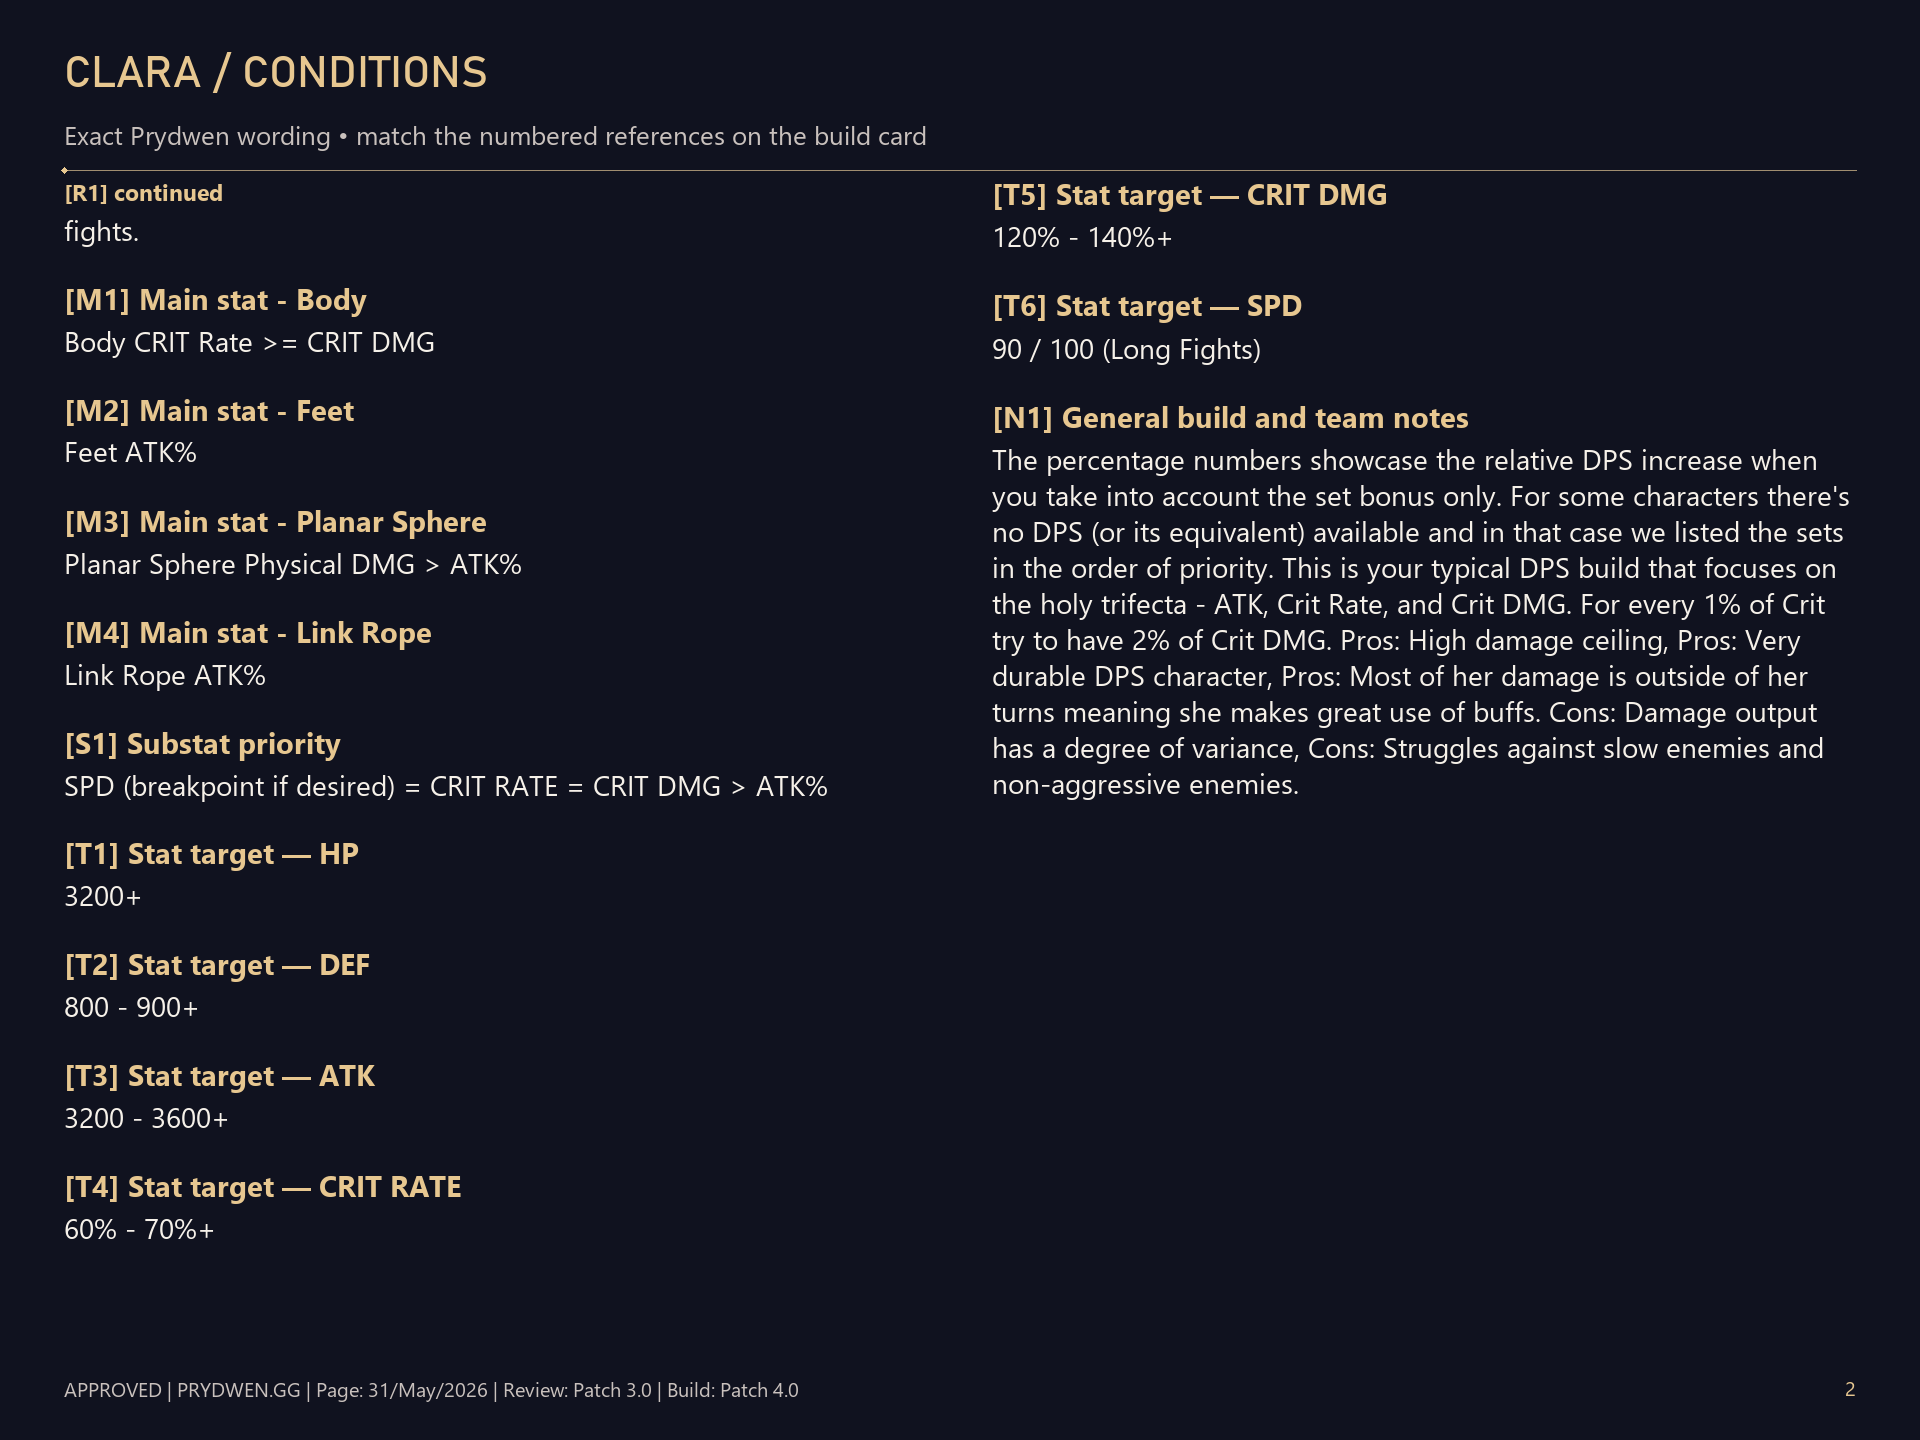 CLARA / CONDITIONS
Exact Prydwen wording • match the numbered references on the build card
[R1] continued
fights.
[M1] Main stat - Body
Body CRIT Rate >= CRIT DMG
[M2] Main stat - Feet
Feet ATK%
[M3] Main stat - Planar Sphere
Planar Sphere Physical DMG > ATK%
[M4] Main stat - Link Rope
Link Rope ATK%
[S1] Substat priority
SPD (breakpoint if desired) = CRIT RATE = CRIT DMG > ATK%
[T1] Stat target — HP
3200+
[T2] Stat target — DEF
800 - 900+
[T3] Stat target — ATK
3200 - 3600+
[T4] Stat target — CRIT RATE
60% - 70%+
[T5] Stat target — CRIT DMG
120% - 140%+
[T6] Stat target — SPD
90 / 100 (Long Fights)
[N1] General build and team notes
The percentage numbers showcase the relative DPS increase when
you take into account the set bonus only. For some characters there's
no DPS (or its equivalent) available and in that case we listed the sets
in the order of priority. This is your typical DPS build that focuses on
the holy trifecta - ATK, Crit Rate, and Crit DMG. For every 1% of Crit
try to have 2% of Crit DMG. Pros: High damage ceiling, Pros: Very
durable DPS character, Pros: Most of her damage is outside of her
turns meaning she makes great use of buffs. Cons: Damage output
has a degree of variance, Cons: Struggles against slow enemies and
non-aggressive enemies.
APPROVED | PRYDWEN.GG | Page: 31/May/2026 | Review: Patch 3.0 | Build: Patch 4.0
2